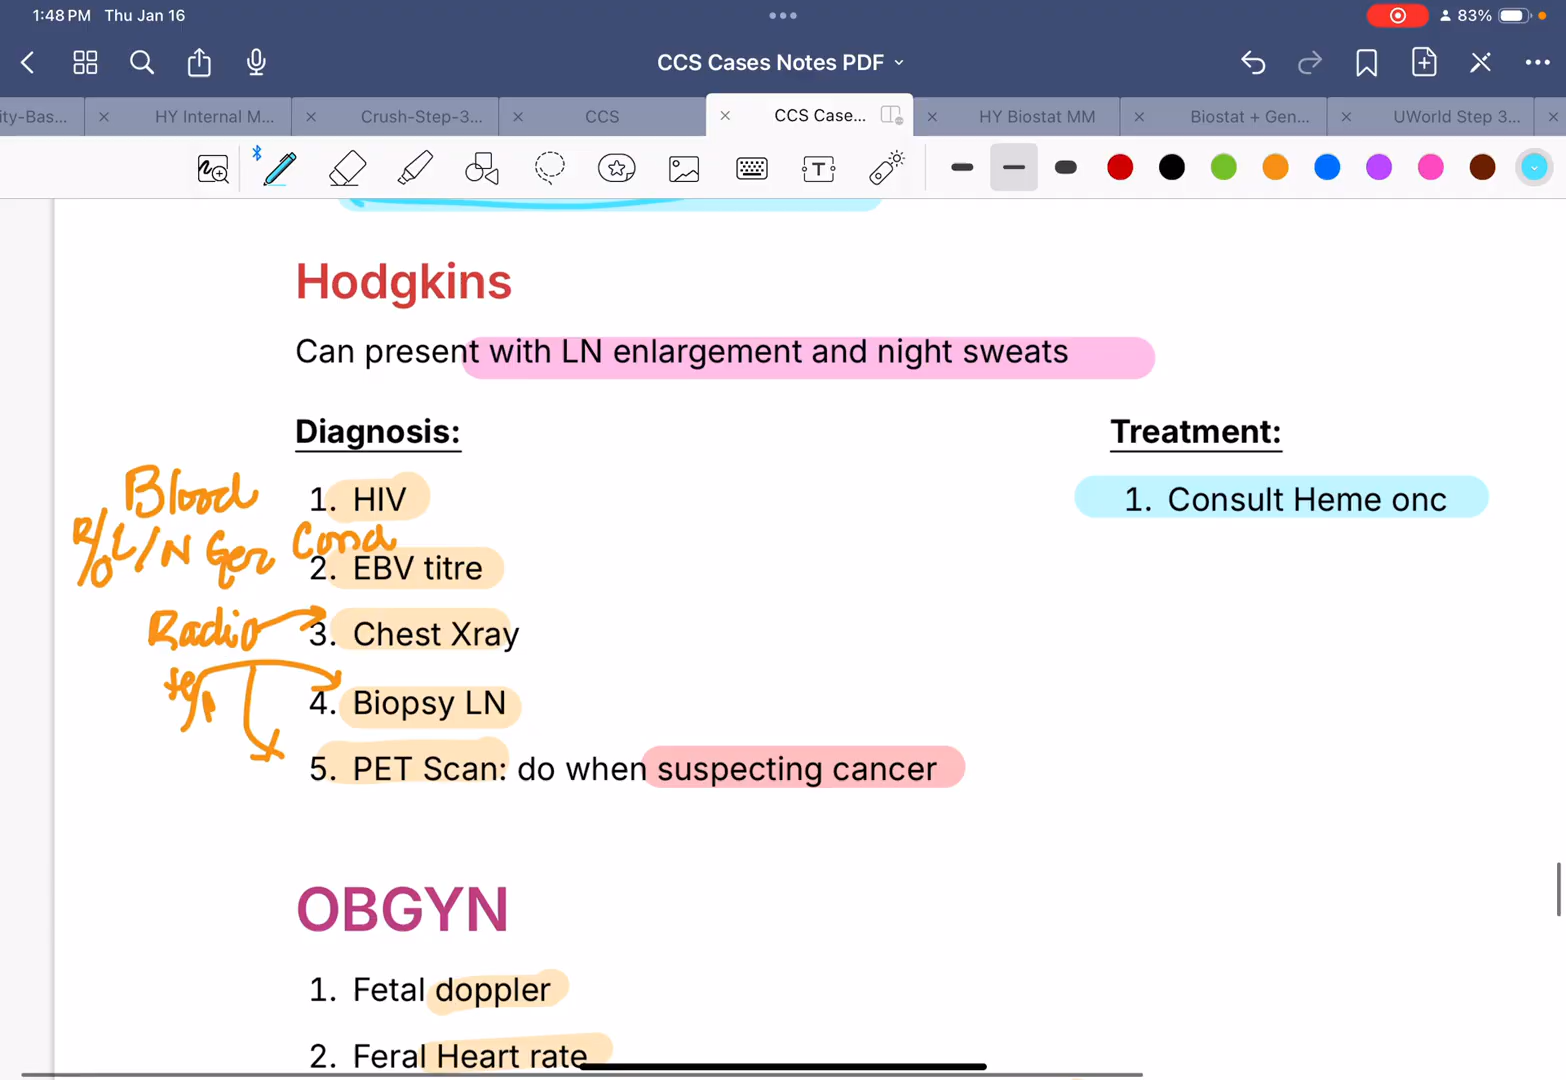 1:48 PM Thu Jan 16
83%
CCS Cases Notes PDF
ity-Bas...
HY Internal M...
Crush-Step-3...
CCS
CCS Case...
HY Biostat MM
Biostat + Gen...
UWorld Step 3...
T
Hodgkins
Can present with LN enlargement and night sweats
Diagnosis:
Treatment:
Blood
1. HIV
1. Consult Heme onc
R/O L/N Gen Cond
2. EBV titre
Radio
3. Chest Xray
4. Biopsy LN
5. PET Scan: do when suspecting cancer
OBGYN
1. Fetal doppler
2. Feral Heart rate